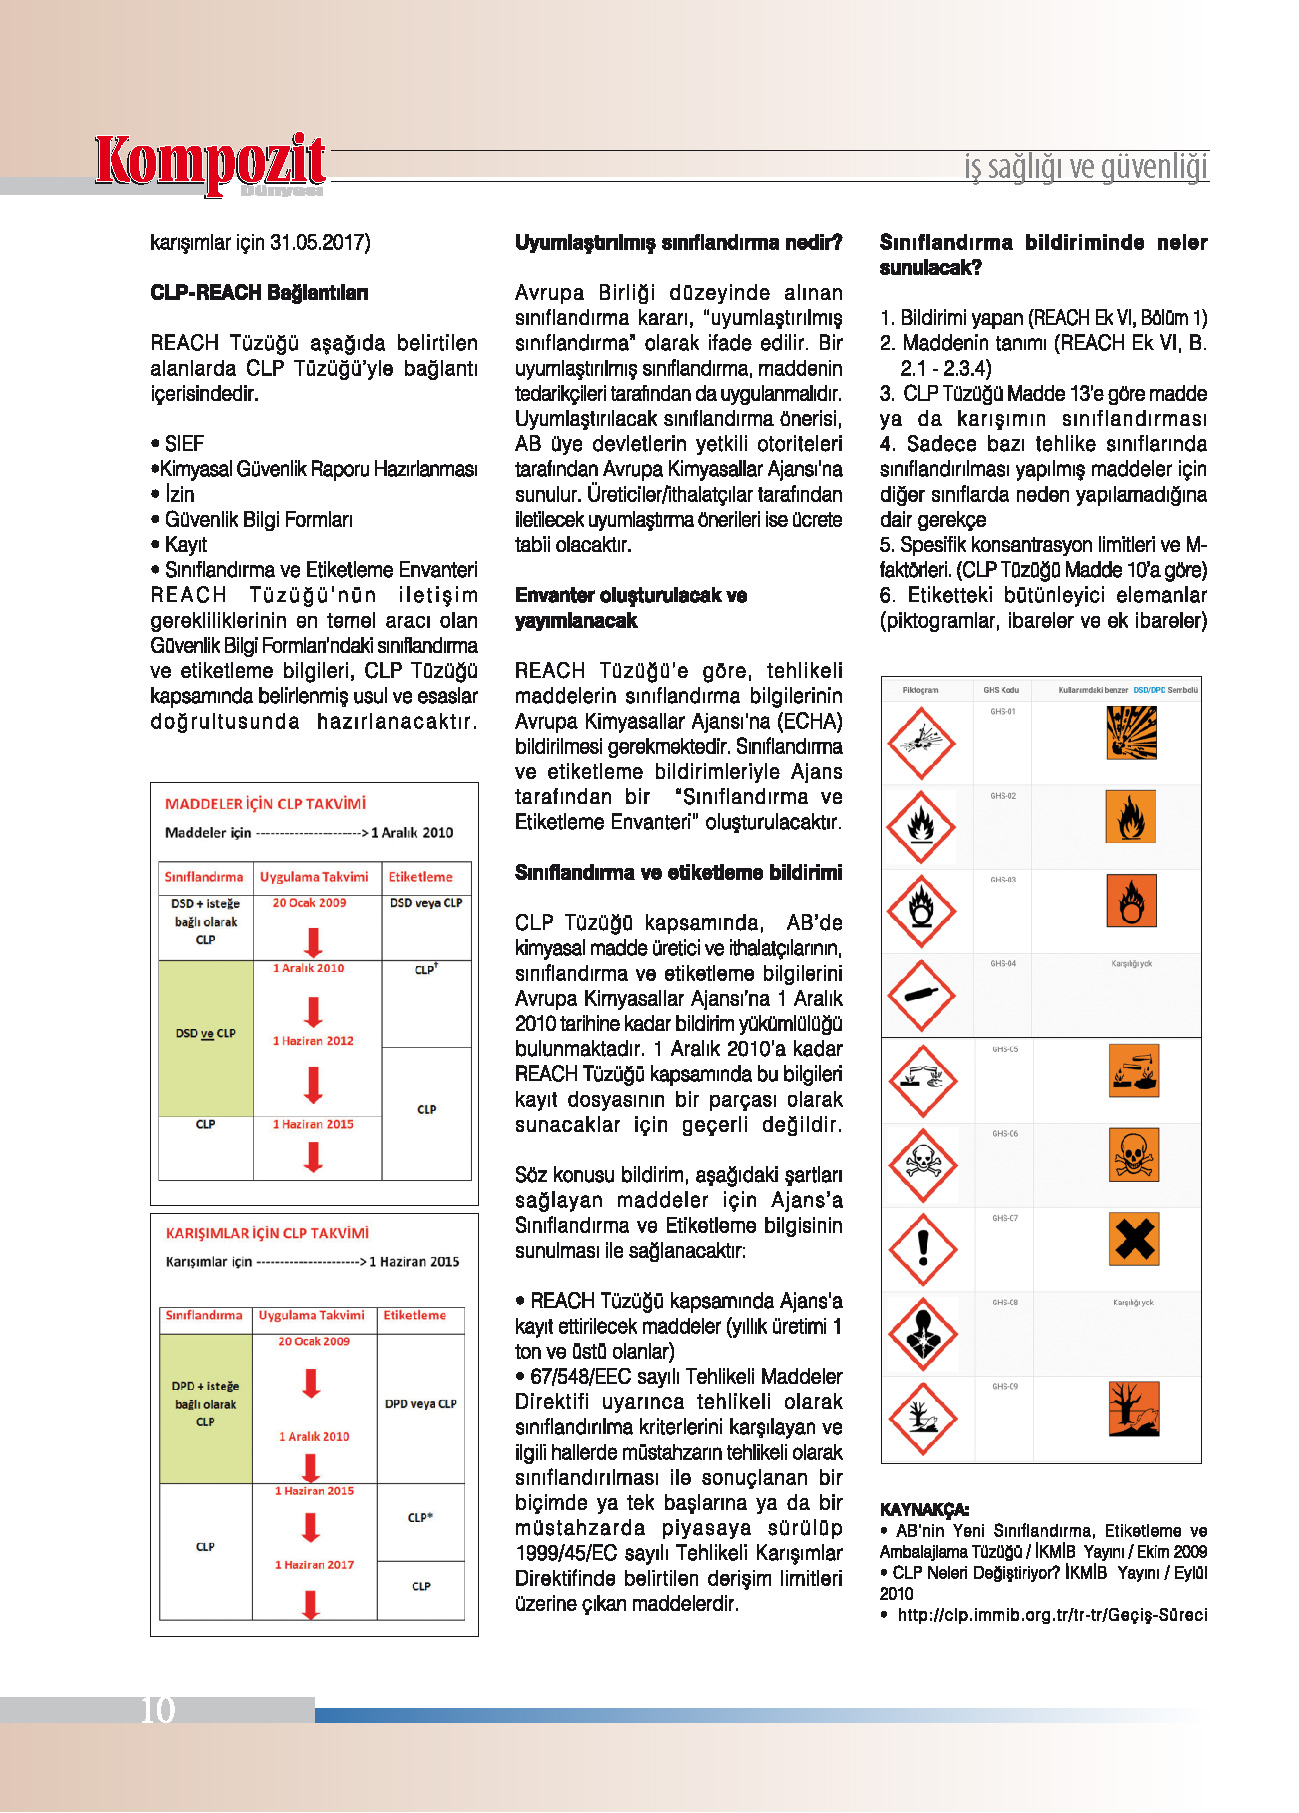 Kompozit
Dünyası
iş sağlığı ve güvenliği
karışımlar için 31.05.2017)
CLP-REACH Bağlantıları
REACH Tüzüğü aşağıda belirtilen
alanlarda CLP Tüzüğü'yle bağlantı
içerisindedir.
• SIEF
•Kimyasal Güvenlik Raporu Hazırlanması
• İzin
• Güvenlik Bilgi Formları
• Kayıt
• Sınıflandırma ve Etiketleme Envanteri
REACH Tüzüğü'nün iletişim
gerekliliklerinin en temel aracı olan
Güvenlik Bilgi Formları'ndaki sınıflandırma
ve etiketleme bilgileri, CLP Tüzüğü
kapsamında belirlenmiş usul ve esaslar
doğrultusunda hazırlanacaktır.
MADDELER İÇİN CLP TAKVİMİ
Maddeler için ----------------------> 1 Aralık 2010
Sınıflandırma Uygulama Takvimi Etiketleme
DSD + isteğe
bağlı olarak
CLP
20 Ocak 2009
DSD veya CLP
1 Aralık 2010
CLP†
DSD ve CLP
1 Haziran 2012
CLP
CLP
1 Haziran 2015
KARIŞIMLAR İÇİN CLP TAKVİMİ
Karışımlar için ----------------------> 1 Haziran 2015
Sınıflandırma Uygulama Takvimi Etiketleme
20 Ocak 2009
DPD + isteğe
bağlı olarak
CLP
DPD veya CLP
1 Aralık 2010
1 Haziran 2015
CLP*
CLP
1 Haziran 2017
CLP
Uyumlaştırılmış sınıflandırma nedir?
Avrupa Birliği düzeyinde alınan
sınıflandırma kararı, "uyumlaştırılmış
sınıflandırma" olarak ifade edilir. Bir
uyumlaştırılmış sınıflandırma, maddenin
tedarikçileri tarafından da uygulanmalıdır.
Uyumlaştırılacak sınıflandırma önerisi,
AB üye devletlerin yetkili otoriteleri
tarafından Avrupa Kimyasallar Ajansı'na
sunulur. Üreticiler/ithalatçılar tarafından
iletilecek uyumlaştırma önerileri ise ücrete
tabii olacaktır.
Envanter oluşturulacak ve
yayımlanacak
REACH Tüzüğü'e göre, tehlikeli
maddelerin sınıflandırma bilgilerinin
Avrupa Kimyasallar Ajansı'na (ECHA)
bildirilmesi gerekmektedir. Sınıflandırma
ve etiketleme bildirimleriyle Ajans
tarafından bir "Sınıflandırma ve
Etiketleme Envanteri" oluşturulacaktır.
Sınıflandırma ve etiketleme bildirimi
CLP Tüzüğü kapsamında, AB'de
kimyasal madde üretici ve ithalatçılarının,
sınıflandırma ve etiketleme bilgilerini
Avrupa Kimyasallar Ajansı'na 1 Aralık
2010 tarihine kadar bildirim yükümlülüğü
bulunmaktadır. 1 Aralık 2010'a kadar
REACH Tüzüğü kapsamında bu bilgileri
kayıt dosyasının bir parçası olarak
sunacaklar için geçerli değildir.
Söz konusu bildirim, aşağıdaki şartları
sağlayan maddeler için Ajans'a
Sınıflandırma ve Etiketleme bilgisinin
sunulması ile sağlanacaktır:
• REACH Tüzüğü kapsamında Ajans'a
kayıt ettirilecek maddeler (yıllık üretimi 1
ton ve üstü olanlar)
• 67/548/EEC sayılı Tehlikeli Maddeler
Direktifi uyarınca tehlikeli olarak
sınıflandırılma kriterlerini karşılayan ve
ilgili hallerde müstahzarın tehlikeli olarak
sınıflandırılması ile sonuçlanan bir
biçimde ya tek başlarına ya da bir
müstahzarda piyasaya sürülüp
1999/45/EC sayılı Tehlikeli Karışımlar
Direktifinde belirtilen derişim limitleri
üzerine çıkan maddelerdir.
Sınıflandırma bildiriminde neler
sunulacak?
1. Bildirimi yapan (REACH Ek VI, Bölüm 1)
2. Maddenin tanımı (REACH Ek VI, B.
2.1 - 2.3.4)
3. CLP Tüzüğü Madde 13'e göre madde
ya da karışımın sınıflandırması
4. Sadece bazı tehlike sınıflarında
sınıflandırılması yapılmış maddeler için
diğer sınıflarda neden yapılamadığına
dair gerekçe
5. Spesifik konsantrasyon limitleri ve M-
faktörleri. (CLP Tüzüğü Madde 10'a göre)
6. Etiketteki bütünleyici elemanlar
(piktogramlar, ibareler ve ek ibareler)
Piktogram GHS Kodu Kullanımdaki benzer DSD/DPD Sembolü
GHS-01
GHS-02
GHS-03
GHS-04 Karşılığı yok
GHS-05
GHS-06
GHS-07
GHS-08 Karşılığı yok
GHS-09
KAYNAKÇA:
• AB'nin Yeni Sınıflandırma, Etiketleme ve
Ambalajlama Tüzüğü / İKMİB Yayını / Ekim 2009
• CLP Neleri Değiştiriyor? İKMİB Yayını / Eylül
2010
• http://clp.immib.org.tr/tr-tr/Geçiş-Süreci
10